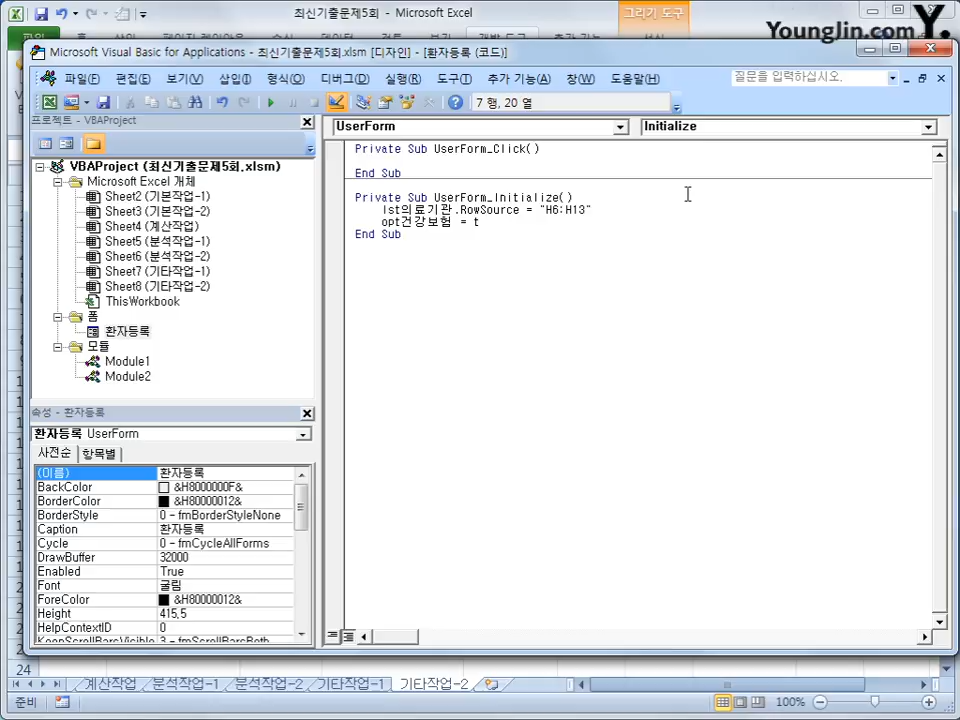 최신기출문제5회 - Microsoft Excel
그리기 도구
Younglin.com Y.
Microsoft Visual Basic for Applications - 최신기출문제5회.xlsm [디자인] - [환자등록 (코드)]
파일(F) 편집(E) 보기(V) 삽입(I) 형식(O) 디버그(D) 실행(R) 도구(T) 추가 기능(A) 창(W) 도움말(H)
질문을 입력하십시오.
7 행, 20 열
프로젝트 - VBAProject
UserForm
Initialize
VBAProject (최신기출문제5회.xlsm)
Microsoft Excel 개체
Sheet2 (기본작업-1)
Sheet3 (기본작업-2)
Sheet4 (계산작업)
Sheet5 (분석작업-1)
Sheet6 (분석작업-2)
Sheet7 (기타작업-1)
Sheet8 (기타작업-2)
ThisWorkbook
폼
환자등록
모듈
Module1
Module2
Private Sub UserForm_Click()
End Sub
Private Sub UserForm_Initialize()
lst의료기관.RowSource = "H6:H13"
opt건강보험 = t
End Sub
속성 - 환자등록
환자등록 UserForm
사전순 항목별
(이름) 환자등록
BackColor &H8000000F&
BorderColor &H80000012&
BorderStyle 0 - fmBorderStyleNone
Caption 환자등록
Cycle 0 - fmCycleAllForms
DrawBuffer 32000
Enabled True
Font 굴림
ForeColor &H80000012&
Height 415,5
HelpContextID 0
KeepScrollBarsVisible 3 - fmScrollBarsBoth
24
계산작업 분석작업-1 분석작업-2 기타작업-1 기타작업-2
준비
100%